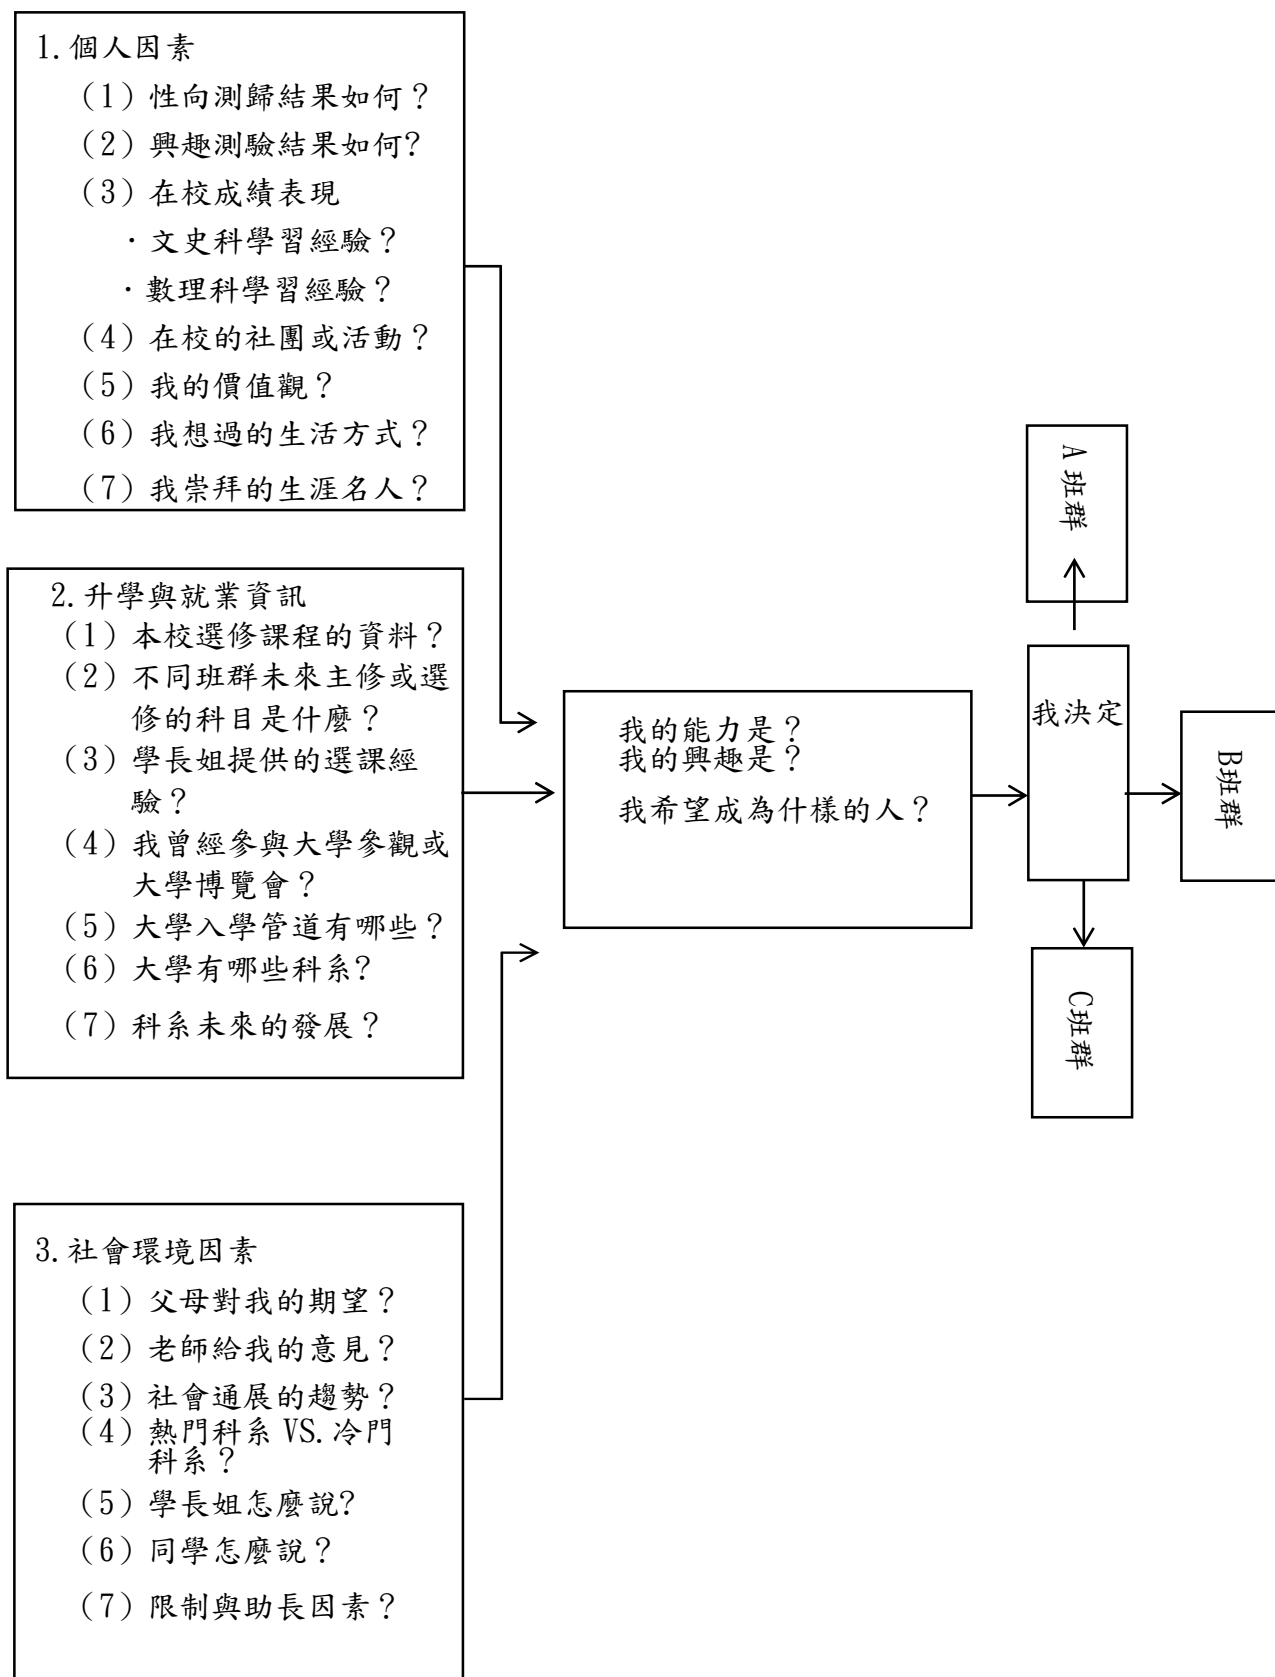 1.個人因素
（1）性向測歸結果如何？
（2）興趣測驗結果如何?
（3）在校成績表現
．文史科學習經驗？
．數理科學習經驗？
（4）在校的社團或活動？
（5）我的價值觀？
（6）我想過的生活方式？
（7）我崇拜的生涯名人？
2.升學與就業資訊
（1）本校選修課程的資料？
（2）不同班群未來主修或選
修的科目是什麼？
（3）學長姐提供的選課經
驗？
（4）我曾經參與大學參觀或
大學博覽會？
（5）大學入學管道有哪些？
（6）大學有哪些科系?
（7）科系未來的發展？
3.社會環境因素
（1）父母對我的期望？
（2）老師給我的意見？
（3）社會通展的趨勢？
（4）熱門科系 VS.冷門
科系？
（5）學長姐怎麼說?
（6）同學怎麼說？
（7）限制與助長因素？
我的能力是？
我的興趣是？
我希望成為什樣的人？
我決定
A 班群
B班群
C班群